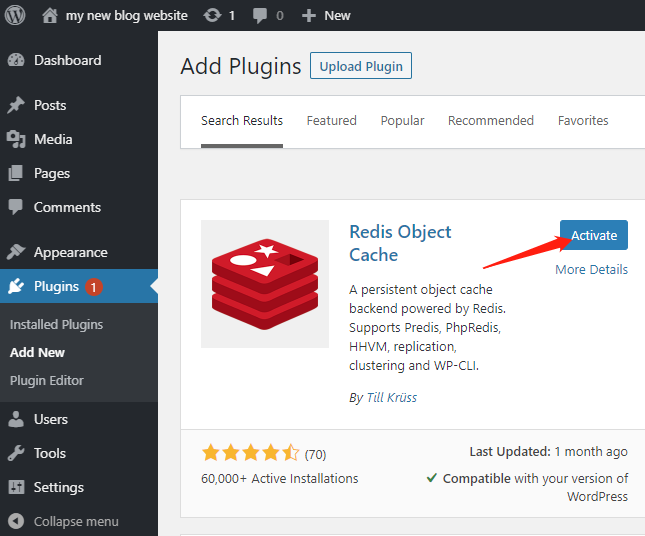 my new blog website 1 0 + New
Dashboard
Posts
Media
Pages
Comments
Appearance
Plugins 1
Installed Plugins
Add New
Plugin Editor
Users
Tools
Settings
Collapse menu
Add Plugins Upload Plugin
Search Results Featured Popular Recommended Favorites
Redis Object
Cache
Activate
More Details
A persistent object cache
backend powered by Redis.
Supports Predis, PhpRedis,
HHVM, replication,
clustering and WP-CLI.
By Till Krüss
(70)
60,000+ Active Installations
Last Updated: 1 month ago
Compatible with your version of
WordPress